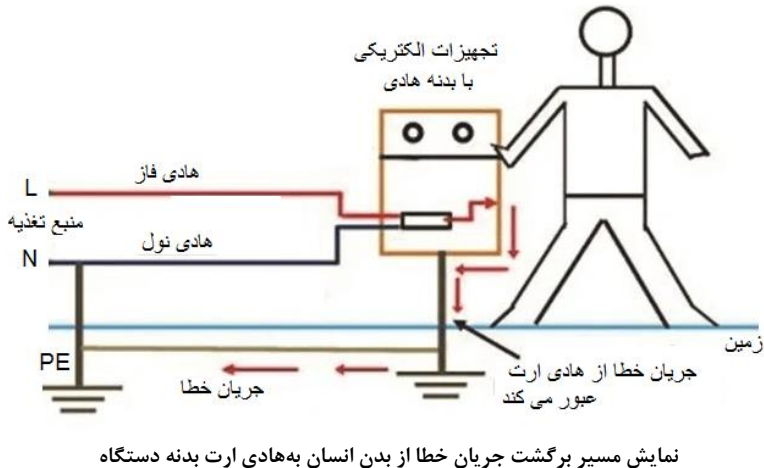 تجهیزات الکتریکی
با بدنه هادی
هادی فاز
L
منبع تغذیه
هادی نول
N
زمین
PE
جریان خطا از هادی ارت
عبور می کند
جریان خطا
نمایش مسیر برگشت جریان خطا از بدن انسان به‌هادی ارت بدنه دستگاه